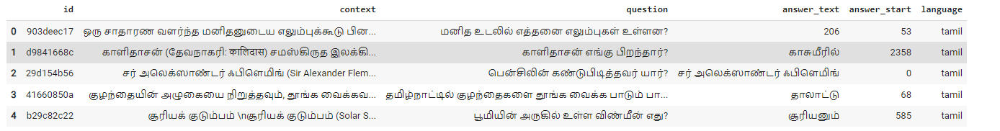 id context question answer_text answer_start language
0 903deec17 ஒரு சாதாரண வளர்ந்த மனிதனுடைய எலும்புக்கூடு பின... மனித உடலில் எத்தனை எலும்புகள் உள்ளன? 206 53 tamil
1 d9841668c காளிதாசன் (தேவநாகரி: कालिदास) சமஸ்கிருத இலக்கி... காளிதாசன் எங்கு பிறந்தார்? காசுமீரில் 2358 tamil
2 29d154b56 சர் அலெக்ஸாண்டர் ஃபிளெமிங் (Sir Alexander Flem... பென்சிலின் கண்டுபிடித்தவர் யார்? சர் அலெக்ஸாண்டர் ஃபிளெமிங் 0 tamil
3 41660850a குழந்தையின் அழுகையை நிறுத்தவும், தூங்க வைக்கவ... தமிழ்நாட்டில் குழந்தைகளை தூங்க வைக்க பாடும் பா... தாலாட்டு 68 tamil
4 b29c82c22 சூரியக் குடும்பம் \nசூரியக் குடும்பம் (Solar S... பூமியின் அருகில் உள்ள விண்மீன் எது? சூரியனும் 585 tamil